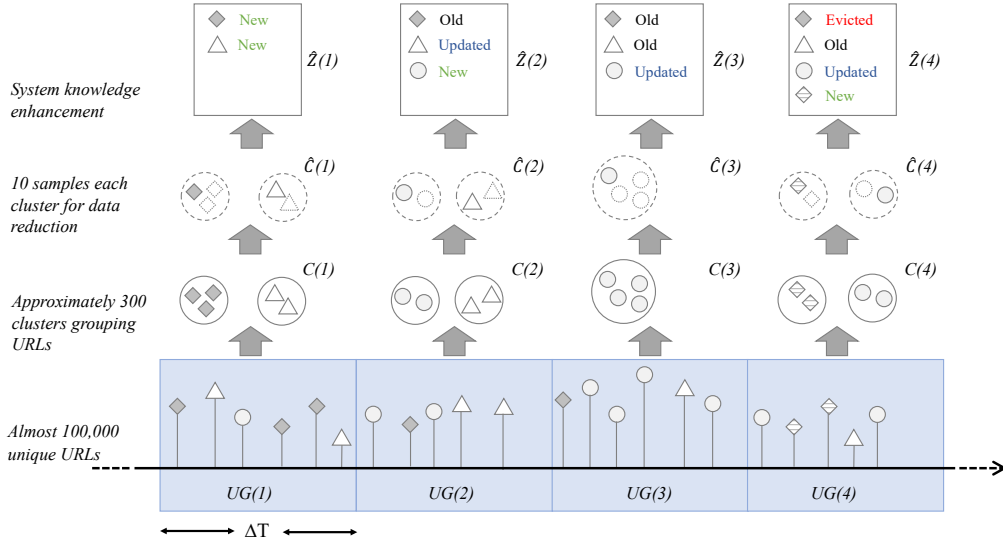 New
New
Ẑ(1)
Old
Updated
New
Ẑ(2)
Old
Old
Updated
Ẑ(3)
Evicted
Old
Updated
New
Ẑ(4)
System knowledge
enhancement
10 samples each
cluster for data
reduction
Ĉ(1)
Ĉ(2)
Ĉ(3)
Ĉ(4)
Approximately 300
clusters grouping
URLs
C(1)
C(2)
C(3)
C(4)
Almost 100,000
unique URLs
UG(1)
UG(2)
UG(3)
UG(4)
ΔT